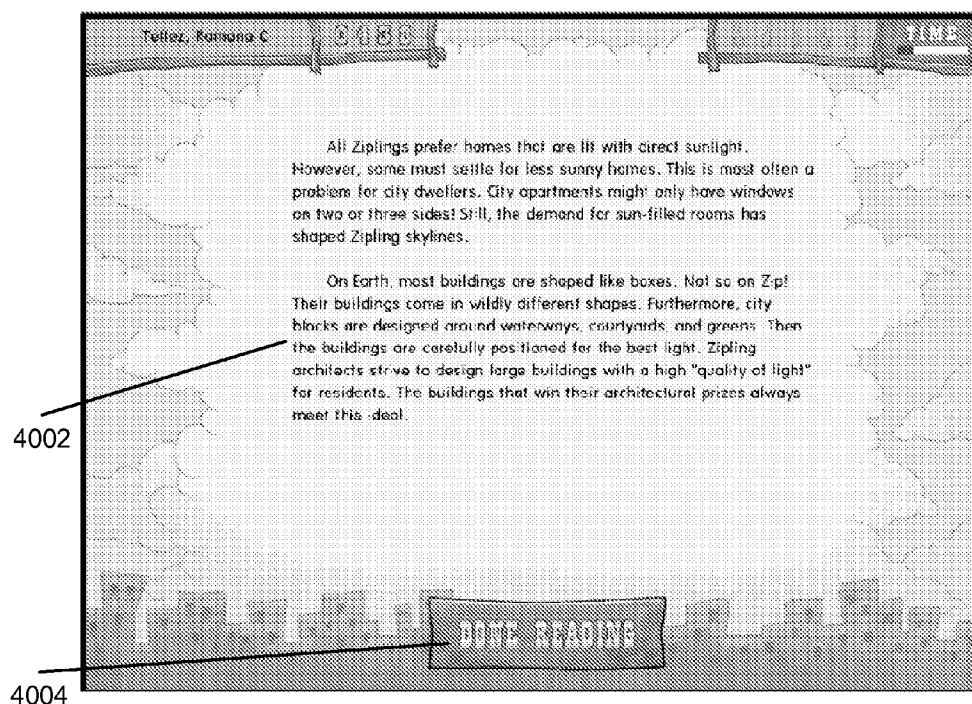 Tellez, Ramona C
TIME
All Ziplings prefer homes that are lit with direct sunlight.
However, some must settle for less sunny homes. This is most often a
problem for city dwellers. City apartments might only have windows
on two or three sides! Still, the demand for sun-filled rooms has
shaped Zipling skylines.
On Earth, most buildings are shaped like boxes. Not so on Zip!
Their buildings come in wildly different shapes. Furthermore, city
blocks are designed around waterways, courtyards, and greens. Then
the buildings are carefully positioned for the best light. Zipling
architects strive to design large buildings with a high "quality of light"
for residents. The buildings that win their architectural prizes always
meet this ideal.
4002
DONE READING
4004